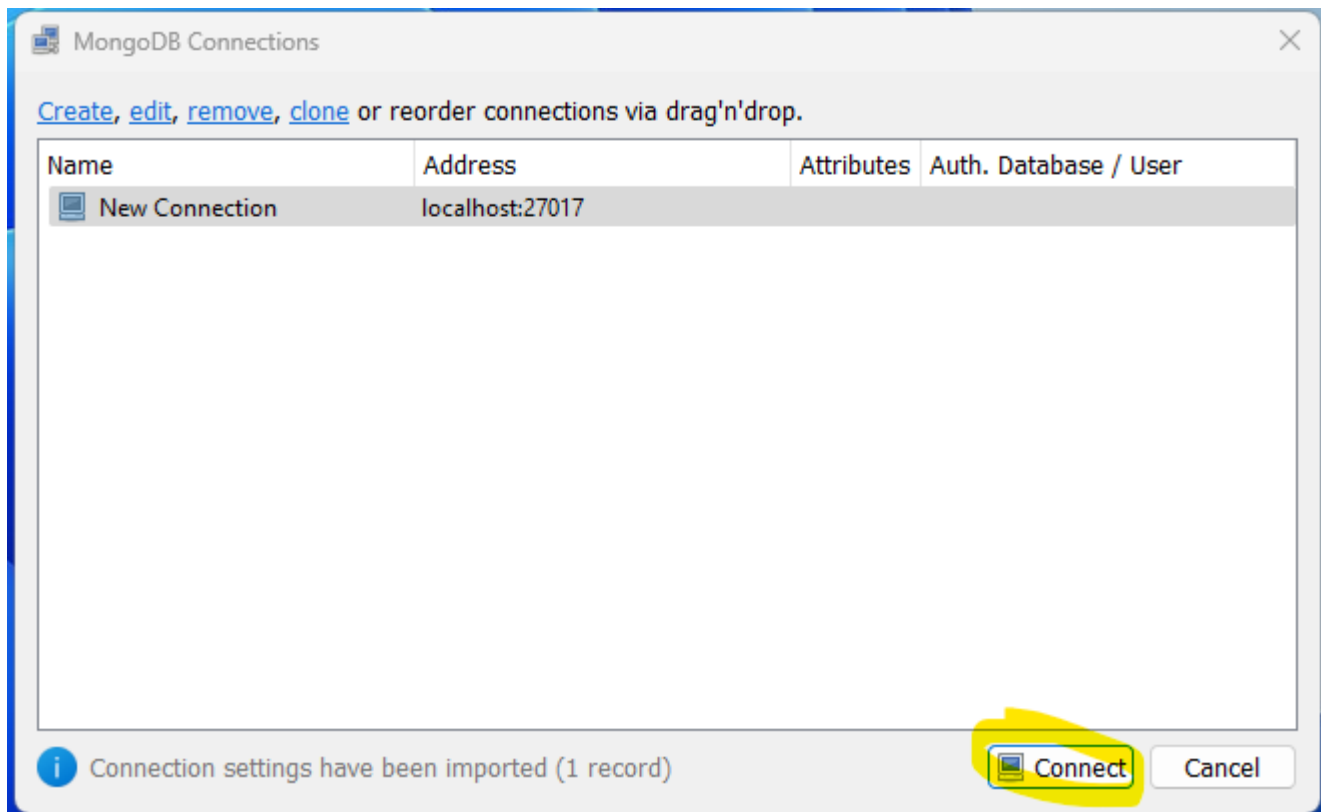 MongoDB Connections
Create, edit, remove, clone or reorder connections via drag'n'drop.
Name Address Attributes Auth. Database / User
New Connection localhost:27017
Connection settings have been imported (1 record) Connect Cancel